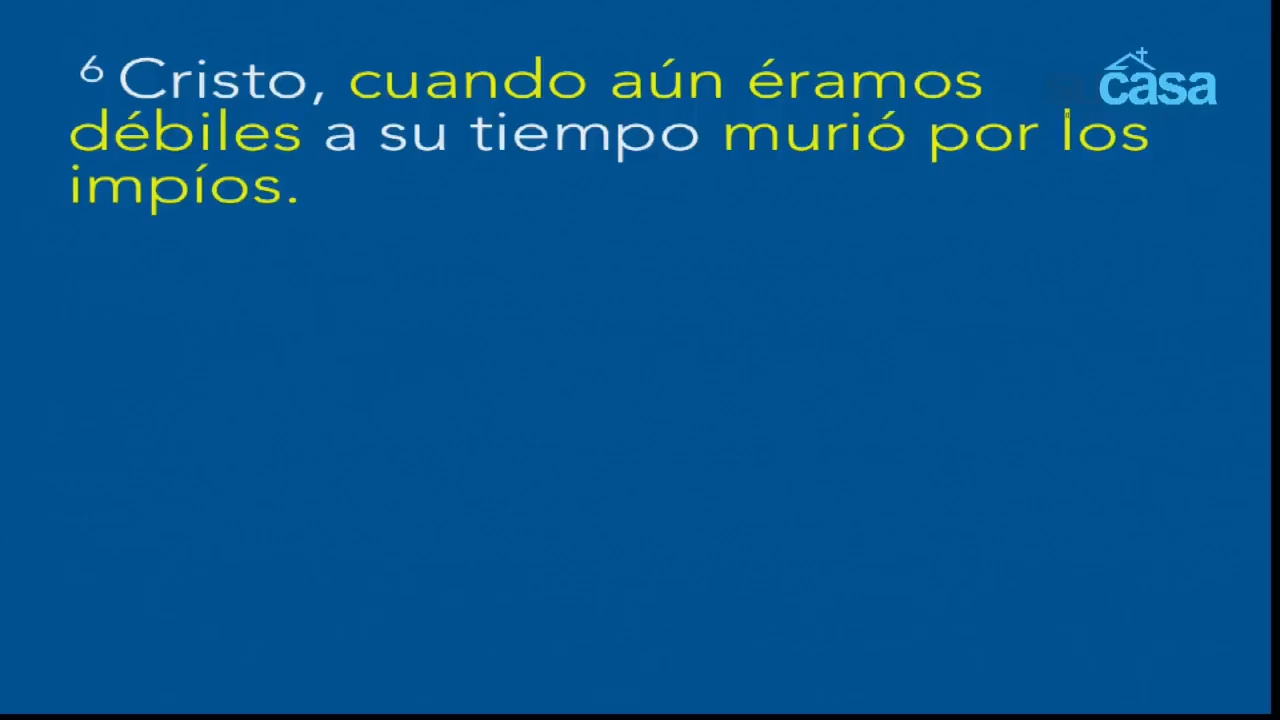 ⁶ Cristo, cuando aún éramos
débiles a su tiempo murió por los
impíos.
casa